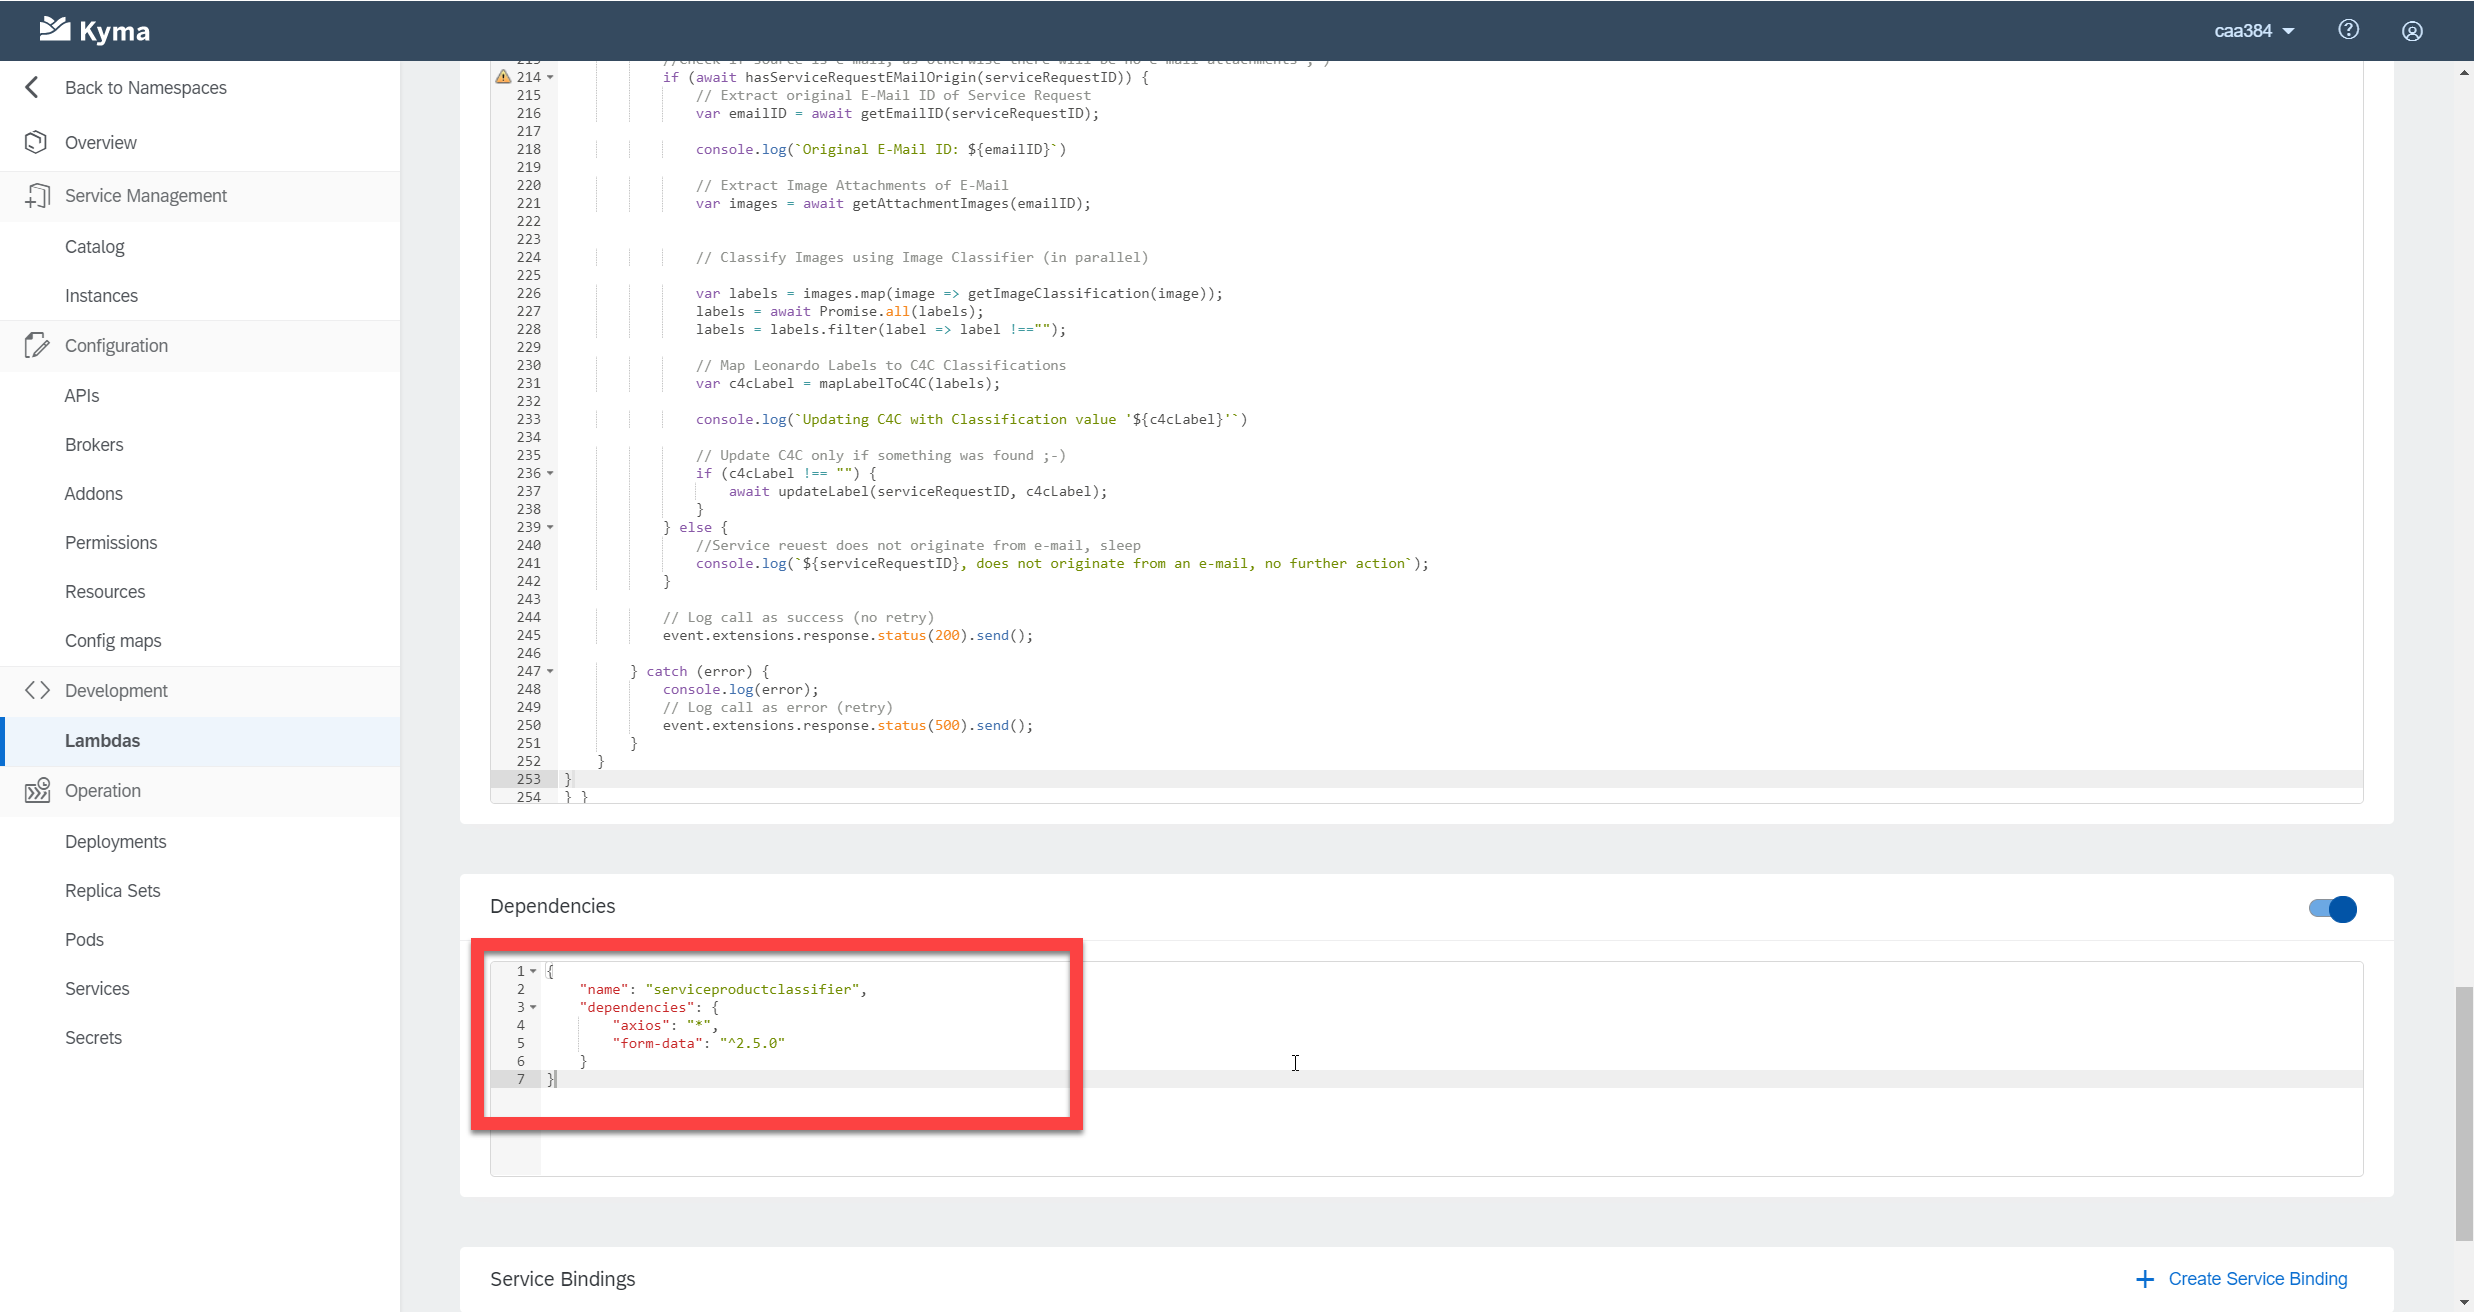 Kyma
caa384
Back to Namespaces
Overview
Service Management
Catalog
Instances
Configuration
APIs
Brokers
Addons
Permissions
Resources
Config maps
Development
Lambdas
Operation
Deployments
Replica Sets
Pods
Services
Secrets
214 if (await hasServiceRequestEMailOrigin(serviceRequestID)) {
215 // Extract original E-Mail ID of Service Request
216 var emailID = await getEmailID(serviceRequestID);
217
218 console.log(`Original E-Mail ID: ${emailID}`)
219
220 // Extract Image Attachments of E-Mail
221 var images = await getAttachmentImages(emailID);
222
223
224 // Classify Images using Image Classifier (in parallel)
225
226 var labels = images.map(image => getImageClassification(image));
227 labels = await Promise.all(labels);
228 labels = labels.filter(label => label !=="");
229
230 // Map Leonardo Labels to C4C Classifications
231 var c4cLabel = mapLabelToC4C(labels);
232
233 console.log(`Updating C4C with Classification value '${c4cLabel}'`)
234
235 // Update C4C only if something was found ;-)
236 if (c4cLabel !== "") {
237 await updateLabel(serviceRequestID, c4cLabel);
238 }
239 } else {
240 //Service reuest does not originate from e-mail, sleep
241 console.log(`${serviceRequestID}, does not originate from an e-mail, no further action`);
242 }
243
244 // Log call as success (no retry)
245 event.extensions.response.status(200).send();
246
247 } catch (error) {
248 console.log(error);
249 // Log call as error (retry)
250 event.extensions.response.status(500).send();
251 }
252 }
253 }
254 } }
Dependencies
1 {
2 "name": "serviceproductclassifier",
3 "dependencies": {
4 "axios": "*",
5 "form-data": "^2.5.0"
6 }
7 }
Service Bindings
+ Create Service Binding